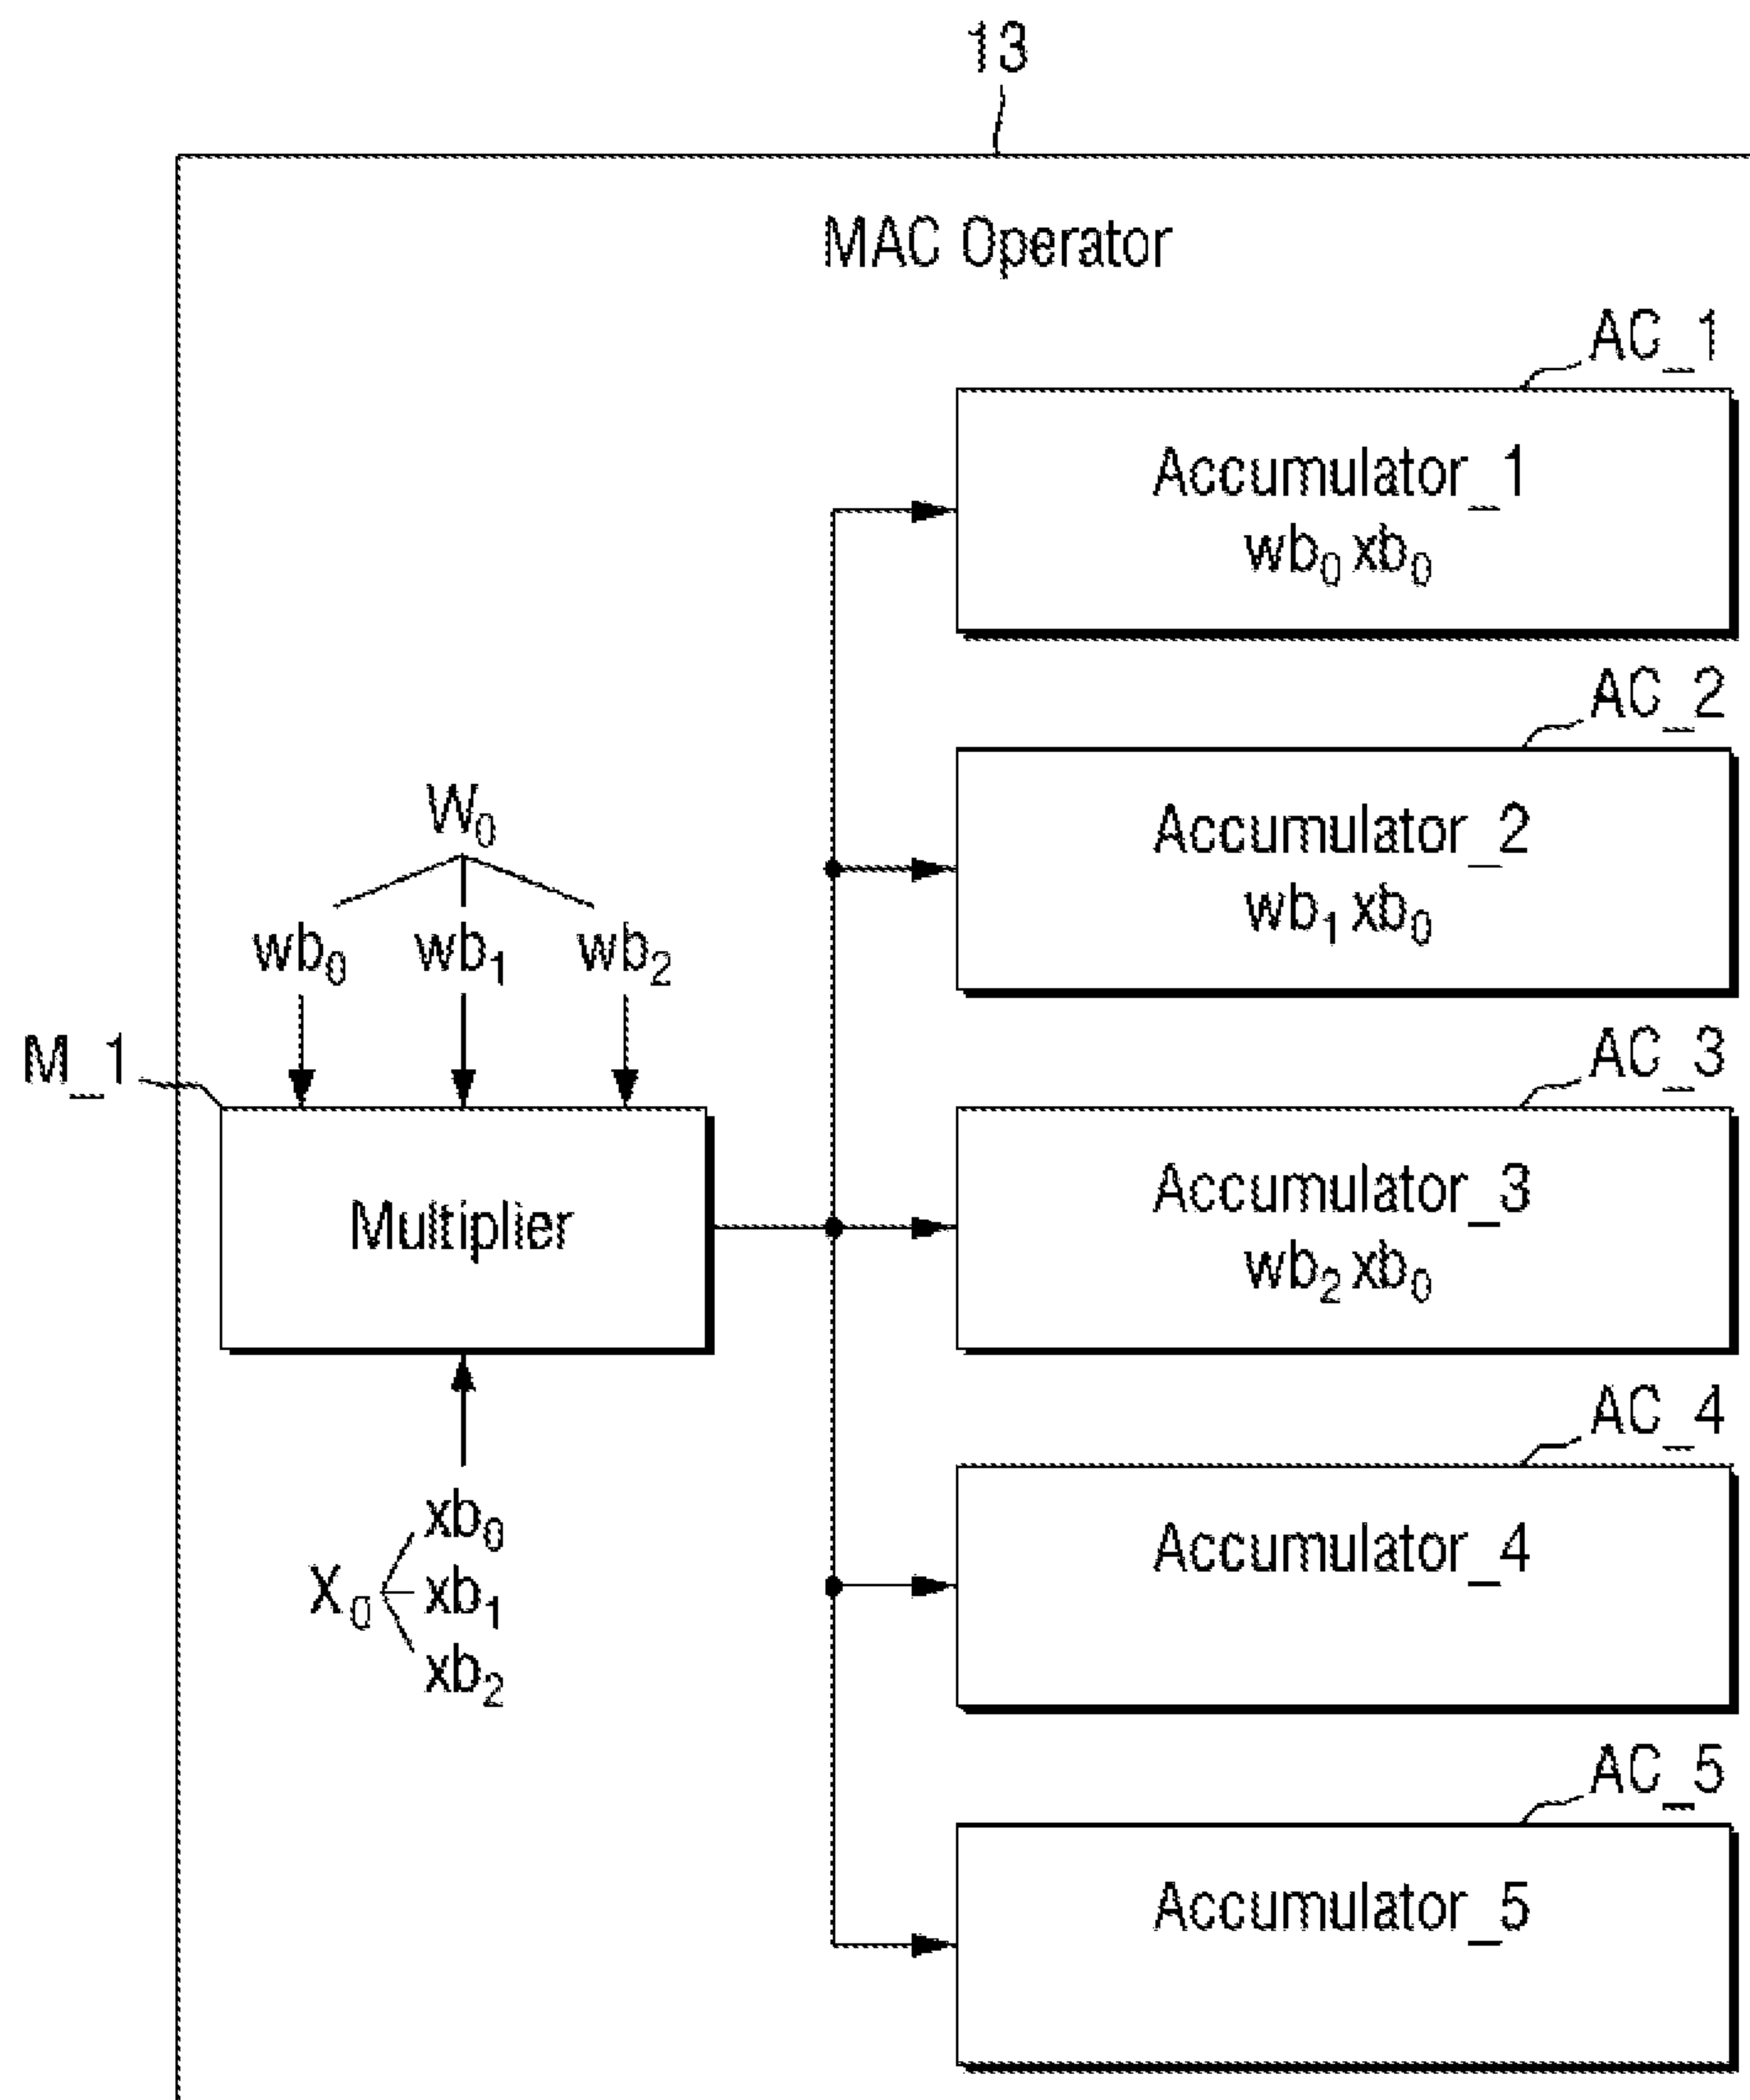 13
MAC Operator
AC_1
Accumulator_1
wb₀ xb₀
AC_2
Accumulator_2
wb₁ xb₀
W₀
wb₀ wb₁ wb₂
M_1
AC_3
Accumulator_3
wb₂ xb₀
Multiplier
AC_4
Accumulator_4
xb₀
X₀ xb₁
xb₂
AC_5
Accumulator_5